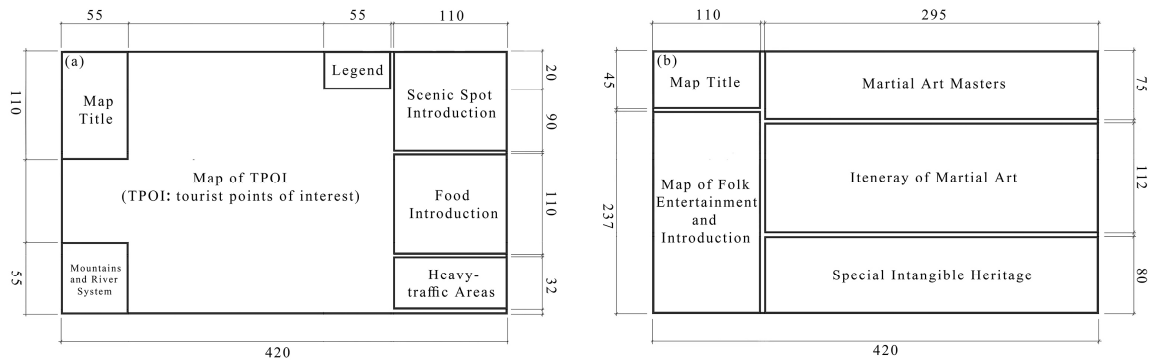 55
55
110
(a)
Map
Title
Legend
Scenic Spot
Introduction
Map of TPOI
(TPOI: tourist points of interest)
Food
Introduction
Mountains
and River
System
Heavy-
traffic Areas
110
55
20
90
110
32
420
110
295
(b)
Map Title
Martial Art Masters
Map of Folk
Entertainment
and
Introduction
Iteneray of Martial Art
Special Intangible Heritage
45
237
75
112
80
420